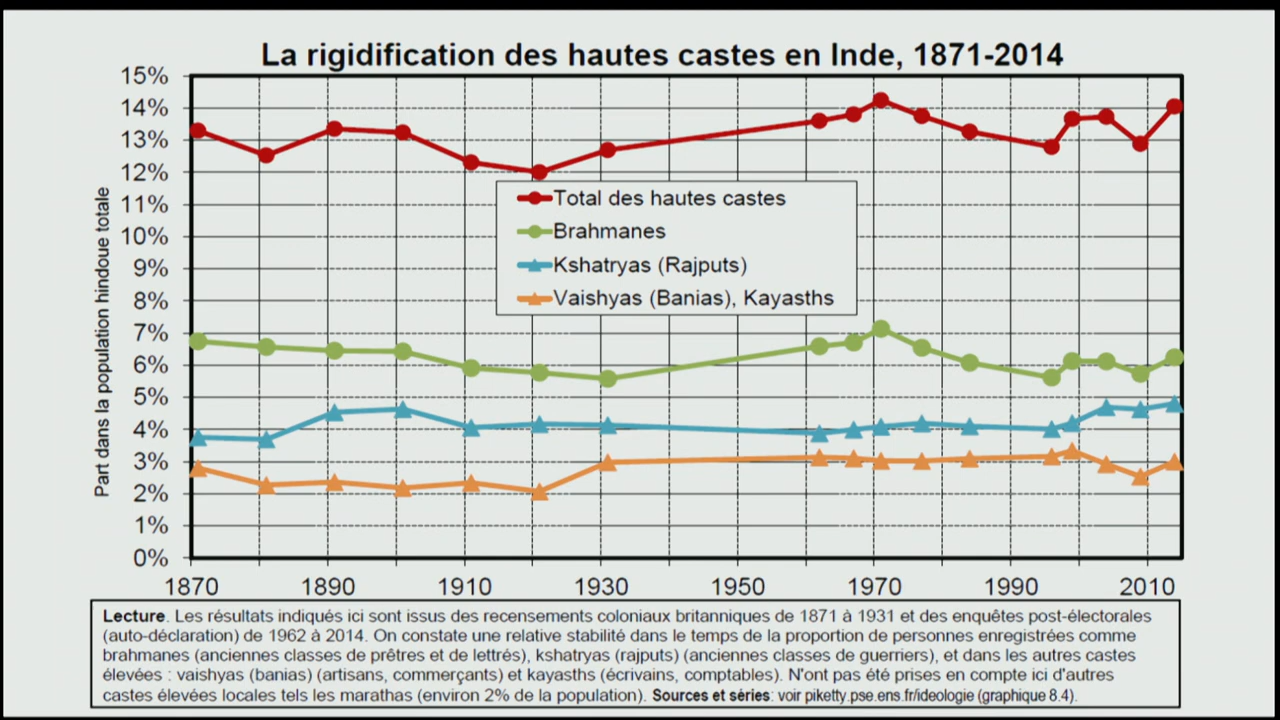 La rigidification des hautes castes en Inde, 1871-2014
15%
14%
13%
12%
11%
10%
9%
8%
7%
6%
5%
4%
3%
2%
1%
0%
Part dans la population hindoue totale
Total des hautes castes
Brahmanes
Kshatryas (Rajputs)
Vaishyas (Banias), Kayasths
1870 1890 1910 1930 1950 1970 1990 2010
Lecture. Les résultats indiqués ici sont issus des recensements coloniaux britanniques de 1871 à 1931 et des enquêtes post-électorales
(auto-déclaration) de 1962 à 2014. On constate une relative stabilité dans le temps de la proportion de personnes enregistrées comme
brahmanes (anciennes classes de prêtres et de lettrés), kshatryas (rajputs) (anciennes classes de guerriers), et dans les autres castes
élevées : vaishyas (banias) (artisans, commerçants) et kayasths (écrivains, comptables). N'ont pas été prises en compte ici d'autres
castes élevées locales tels les marathas (environ 2% de la population). Sources et séries: voir piketty.pse.ens.fr/ideologie (graphique 8.4).